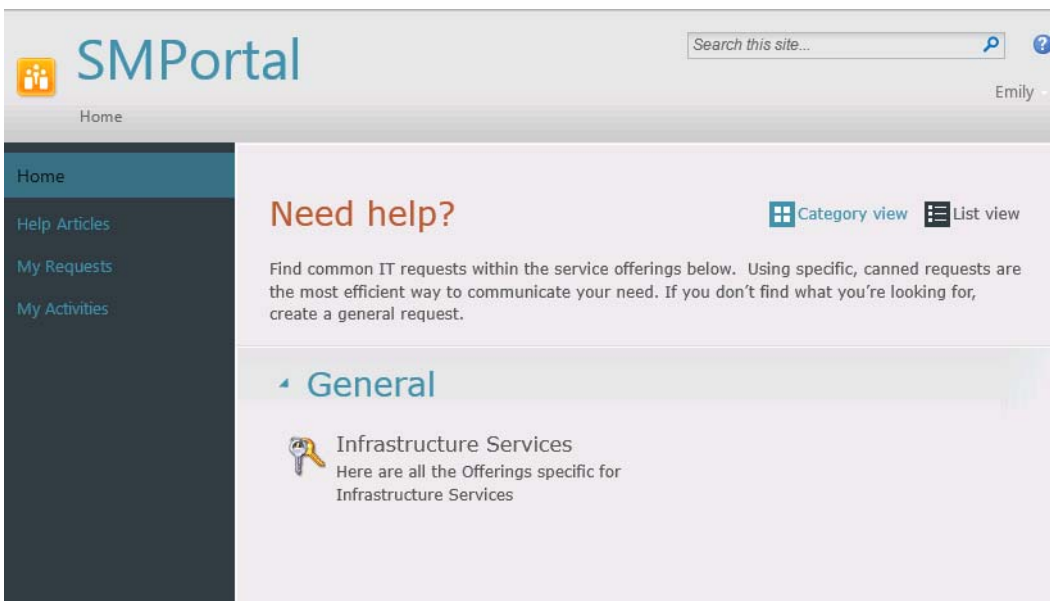 SMPortal
Search this site...
Emily
Home
Home
Help Articles
My Requests
My Activities
Need help?
Category view
List view
Find common IT requests within the service offerings below. Using specific, canned requests are
the most efficient way to communicate your need. If you don't find what you're looking for,
create a general request.
General
Infrastructure Services
Here are all the Offerings specific for
Infrastructure Services